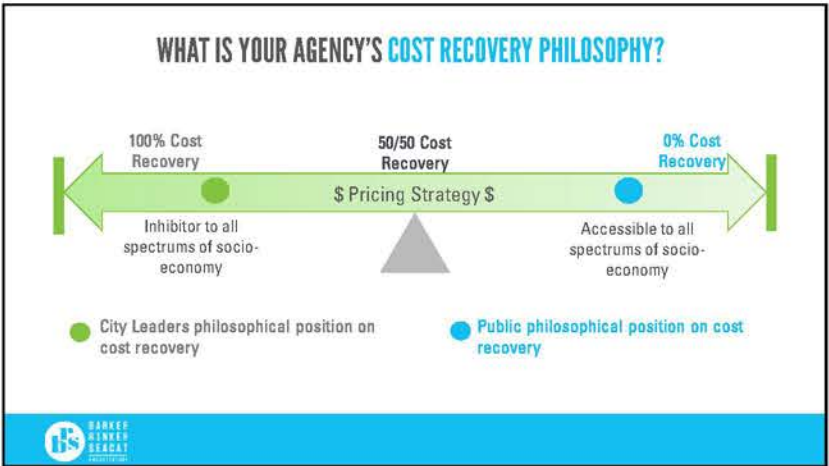 WHAT IS YOUR AGENCY'S COST RECOVERY PHILOSOPHY?
100% Cost
Recovery
50/50 Cost
Recovery
0% Cost
Recovery
$ Pricing Strategy $
Inhibitor to all
spectrums of socio-
economy
Accessible to all
spectrums of socio-
economy
City Leaders philosophical position on
cost recovery
Public philosophical position on cost
recovery
BRS
BARKER
RINKER
SEACAT
ARCHITECTURE